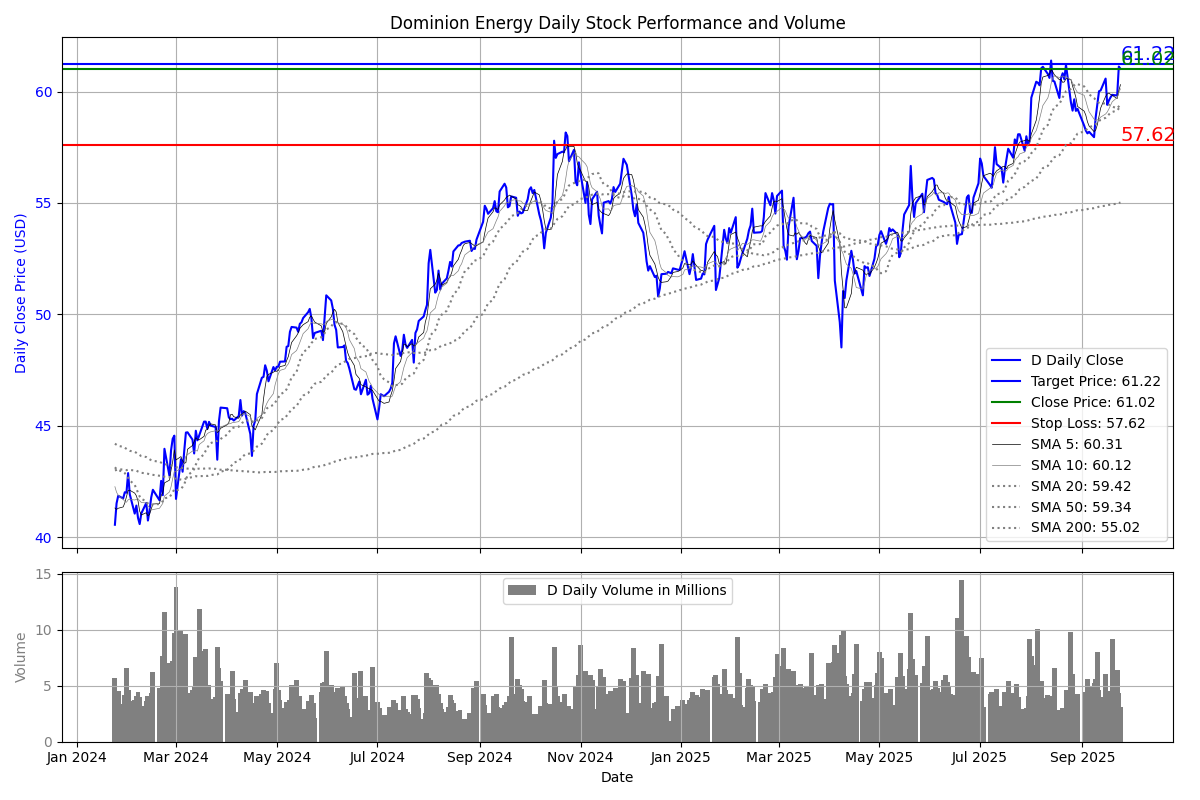 Dominion Energy Daily Stock Performance and Volume
61.22
61.02
60
57.62
55
50
45
40
Daily Close Price (USD)
D Daily Close
Target Price: 61.22
Close Price: 61.02
Stop Loss: 57.62
SMA 5: 60.31
SMA 10: 60.12
SMA 20: 59.42
SMA 50: 59.34
SMA 200: 55.02
15
10
5
0
Volume
D Daily Volume in Millions
Jan 2024 Mar 2024 May 2024 Jul 2024 Sep 2024 Nov 2024 Jan 2025 Mar 2025 May 2025 Jul 2025 Sep 2025
Date